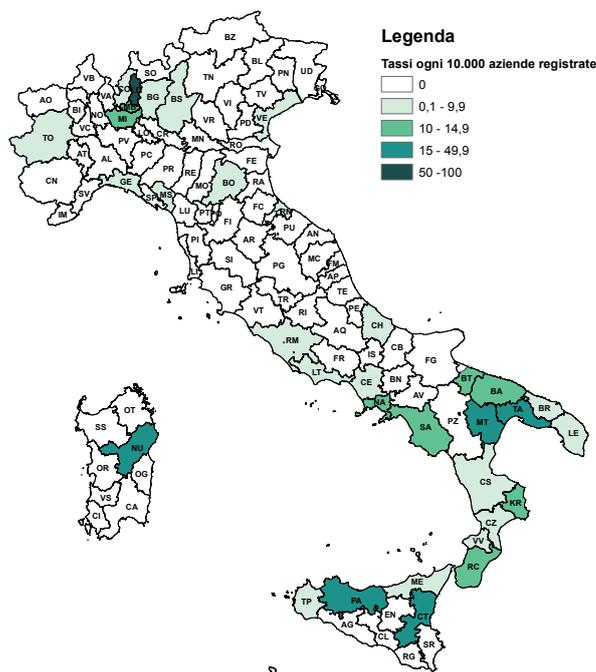 Legenda
Tassi ogni 10.000 aziende registrate
0
0,1 - 9,9
10 - 14,9
15 - 49,9
50 -100
BZ
SO
VB
TN
BL
PN
UD
AO
VA
BG
BS
VI
TV
BI
NO
MI
VR
PD
VE
TO
VC
PV
LO
CR
MN
RO
AT
AL
PC
PR
RE
MO
FE
BO
RA
CN
GE
SV
IM
SP
MS
LU
PT
FI
FC
RN
PU
AN
PI
AR
MC
FM
AP
LI
SI
PG
GR
TE
TR
VT
RI
PE
AQ
CH
RM
FR
IS
CB
FG
LT
CE
BN
AV
BT
BA
NA
SA
PZ
MT
TA
BR
LE
OT
SS
NU
OR
OG
VS
CA
CI
CS
KR
CZ
VV
RC
ME
TP
PA
EN
CT
AG
CL
SR
RG